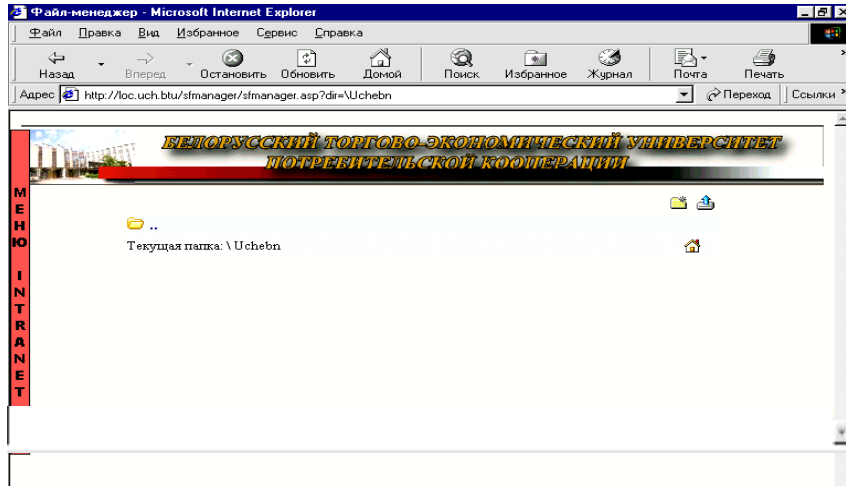 Файл-менеджер - Microsoft Internet Explorer
Файл Правка Вид Избранное Сервис Справка
Назад Вперед Остановить Обновить Домой Поиск Избранное Журнал Почта Печать
Адрес http://loc.uch.btu/sfmanager/sfmanager.asp?dir=\Uchebn Переход Ссылки
БЕЛОРУССКИЙ ТОРГОВО-ЭКОНОМИЧЕСКИЙ УНИВЕРСИТЕТ
ПОТРЕБИТЕЛЬСКОЙ КООПЕРАЦИИ
МЕНЮ INTRANET
..
Текущая папка: \ Uchebn